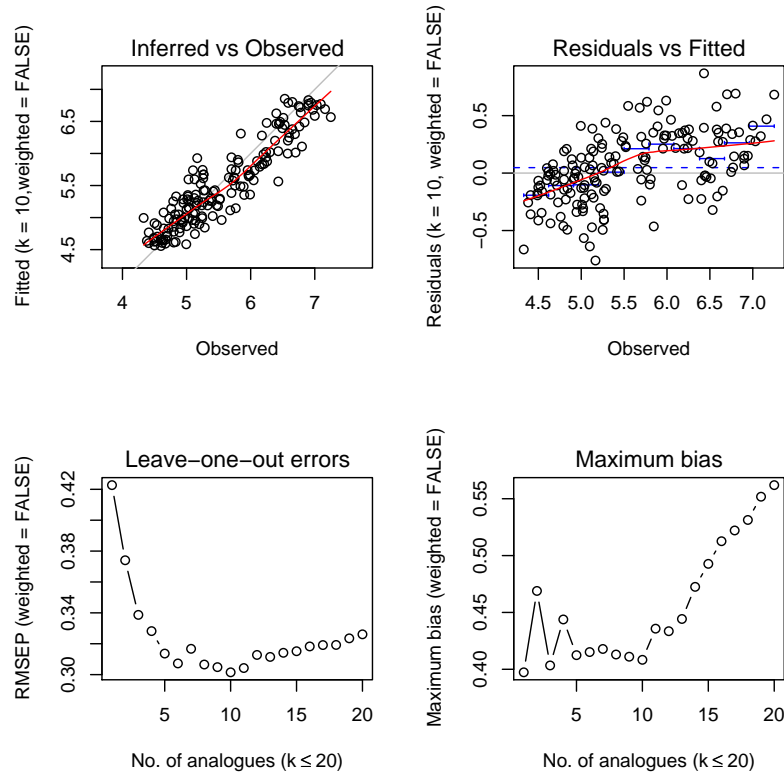 Inferred vs Observed
Fitted (k = 10,weighted = FALSE)
4.5 5.5 6.5
4 5 6 7
Observed
Residuals vs Fitted
Residuals (k = 10, weighted = FALSE)
−0.5 0.0 0.5
4.5 5.0 5.5 6.0 6.5 7.0
Observed
Leave−one−out errors
RMSEP (weighted = FALSE)
0.30 0.34 0.38 0.42
5 10 15 20
No. of analogues (k ≤ 20)
Maximum bias
Maximum bias (weighted = FALSE)
0.40 0.45 0.50 0.55
5 10 15 20
No. of analogues (k ≤ 20)